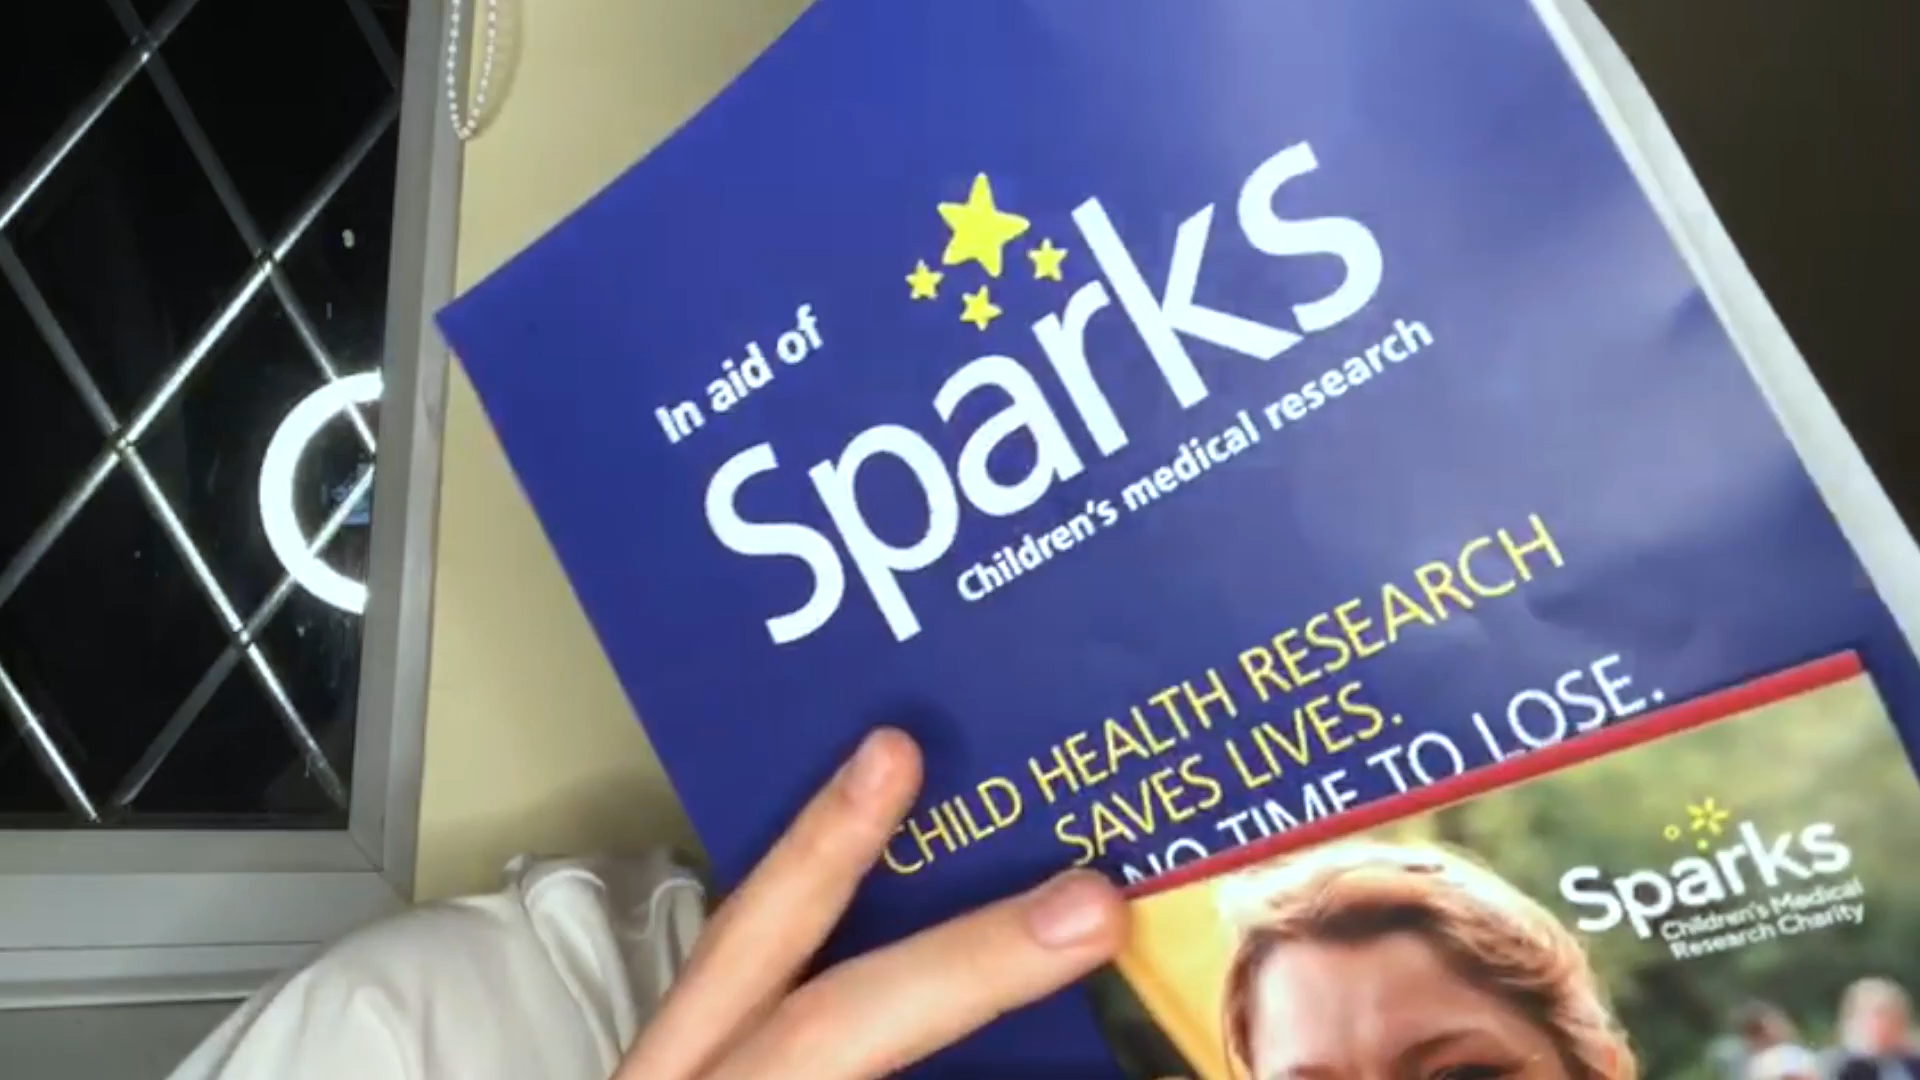 In aid of
Sparks
Children's medical research
CHILD HEALTH RESEARCH
SAVES LIVES.
NO TIME TO LOSE.
Sparks
Children's Medical
Research Charity